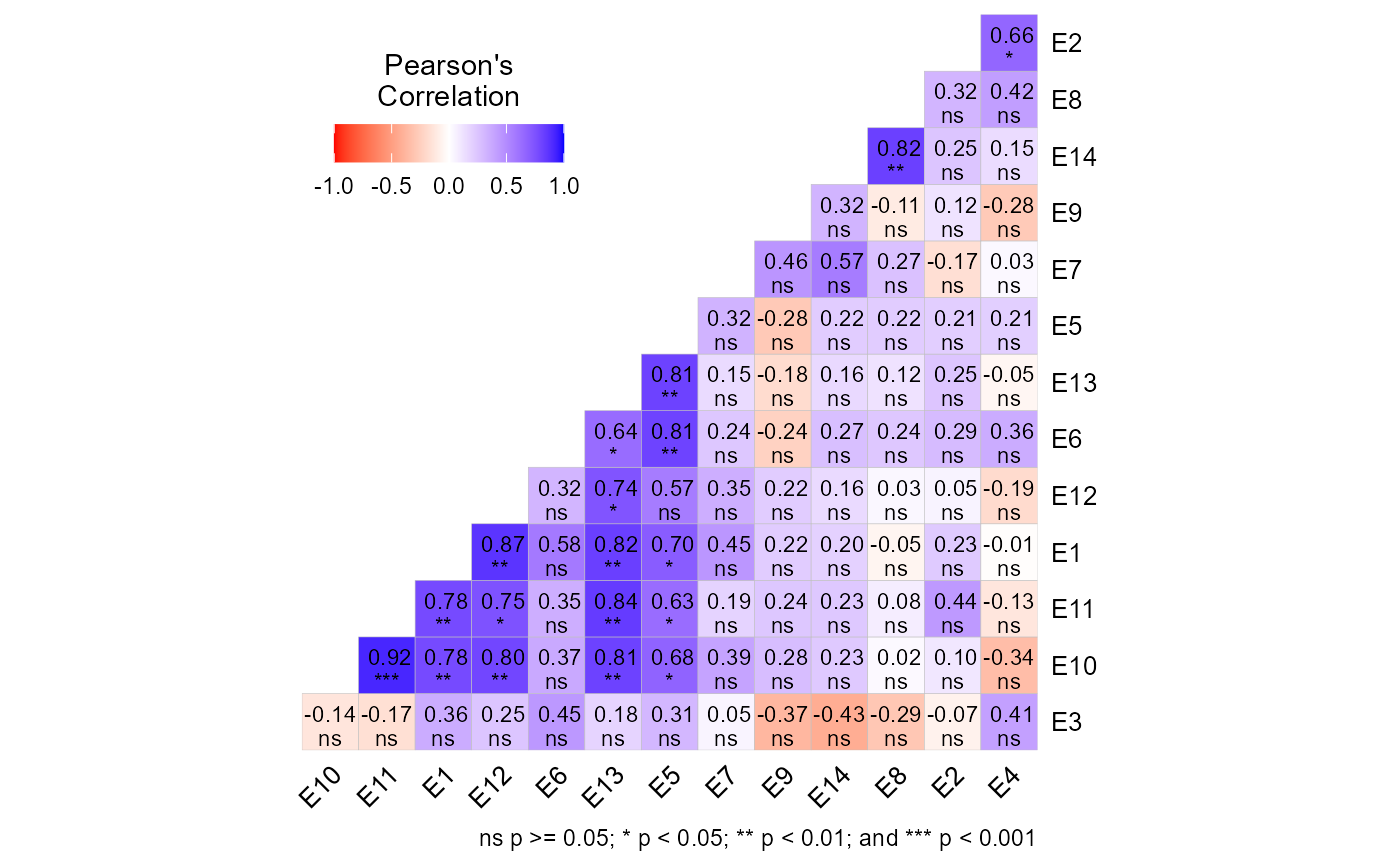 Pearson's
Correlation
-1.0 -0.5 0.0 0.5 1.0
0.66 E2
*
0.32 0.42 E8
ns ns
0.82 0.25 0.15 E14
** ns ns
0.32 -0.11 0.12 -0.28 E9
ns ns ns ns
0.46 0.57 0.27 -0.17 0.03 E7
ns ns ns ns ns
0.32 -0.28 0.22 0.22 0.21 0.21 E5
ns ns ns ns ns ns
0.81 0.15 -0.18 0.16 0.12 0.25 -0.05 E13
** ns ns ns ns ns ns
0.64 0.81 0.24 -0.24 0.27 0.24 0.29 0.36 E6
* ** ns ns ns ns ns ns
0.32 0.74 0.57 0.35 0.22 0.16 0.03 0.05 -0.19 E12
ns * ns ns ns ns ns ns ns
0.87 0.58 0.82 0.70 0.45 0.22 0.20 -0.05 0.23 -0.01 E1
** ns ** * ns ns ns ns ns ns
0.78 0.75 0.35 0.84 0.63 0.19 0.24 0.23 0.08 0.44 -0.13 E11
** * ns ** * ns ns ns ns ns ns
0.92 0.78 0.80 0.37 0.81 0.68 0.39 0.28 0.23 0.02 0.10 -0.34 E10
*** ** ** ns ** * ns ns ns ns ns ns
-0.14 -0.17 0.36 0.25 0.45 0.18 0.31 0.05 -0.37 -0.43 -0.29 -0.07 0.41 E3
ns ns ns ns ns ns ns ns ns ns ns ns ns
E10 E11 E1 E12 E6 E13 E5 E7 E9 E14 E8 E2 E4
ns p >= 0.05; * p < 0.05; ** p < 0.01; and *** p < 0.001